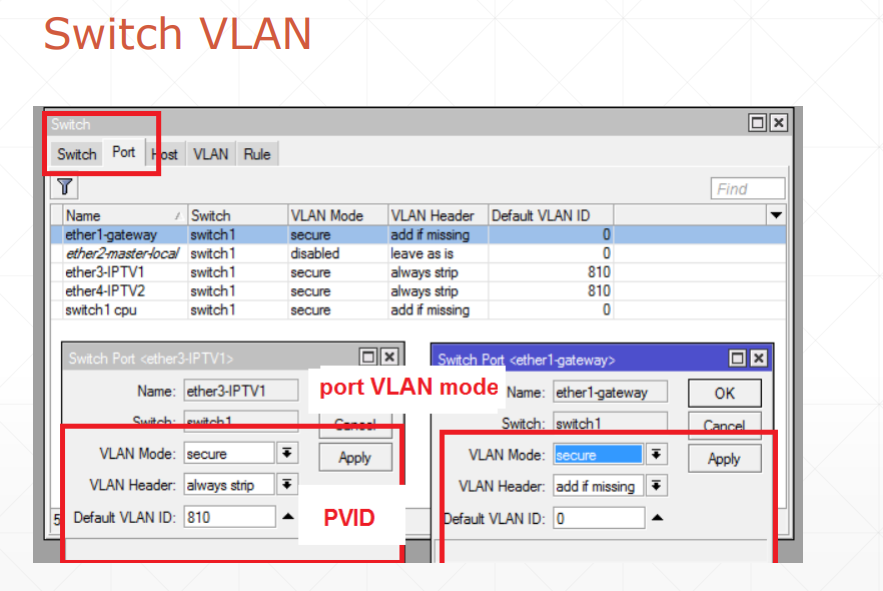 Switch VLAN
Switch
Switch Port Host VLAN Rule
Find
Name / Switch VLAN Mode VLAN Header Default VLAN ID
ether1-gateway switch1 secure add if missing 0
ether2-master-local switch1 disabled leave as is 0
ether3-IPTV1 switch1 secure always strip 810
ether4-IPTV2 switch1 secure always strip 810
switch1 cpu switch1 secure add if missing 0
Switch Port <ether3-IPTV1>
Name: ether3-IPTV1
Switch: switch1
Cancel
VLAN Mode: secure
Apply
VLAN Header: always strip
Default VLAN ID: 810
port VLAN mode
PVID
5
Switch Port <ether1-gateway>
Name: ether1-gateway
OK
Switch: switch1
Cancel
VLAN Mode: secure
Apply
VLAN Header: add if missing
Default VLAN ID: 0